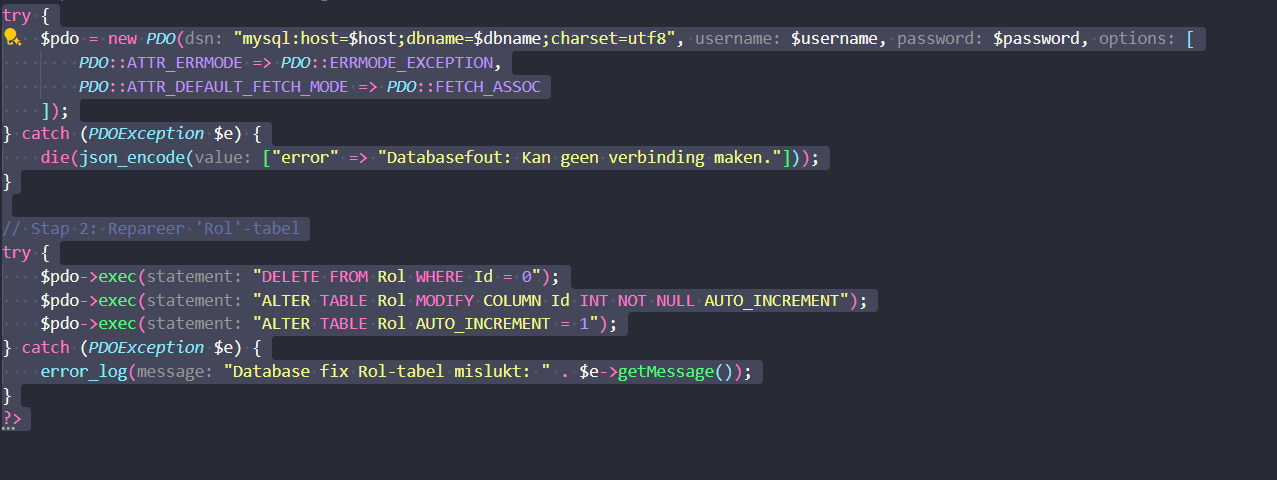 try {
    $pdo = new PDO(dsn: "mysql:host=$host;dbname=$dbname;charset=utf8", username: $username, password: $password, options: [
        PDO::ATTR_ERRMODE => PDO::ERRMODE_EXCEPTION,
        PDO::ATTR_DEFAULT_FETCH_MODE => PDO::FETCH_ASSOC
    ]);
} catch (PDOException $e) {
    die(json_encode(value: ["error" => "Databasefout: Kan geen verbinding maken."]));
}
// Stap 2: Repareer 'Rol'-tabel
try {
    $pdo->exec(statement: "DELETE FROM Rol WHERE Id = 0");
    $pdo->exec(statement: "ALTER TABLE Rol MODIFY COLUMN Id INT NOT NULL AUTO_INCREMENT");
    $pdo->exec(statement: "ALTER TABLE Rol AUTO_INCREMENT = 1");
} catch (PDOException $e) {
    error_log(message: "Database fix Rol-tabel mislukt: " . $e->getMessage());
}
?>